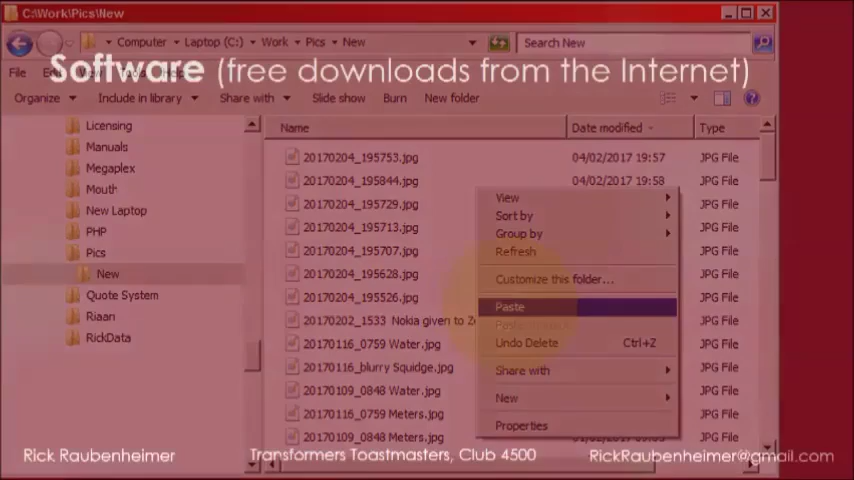 C:\Work\Pics\New
Computer Laptop (C:) Work Pics New
Search New
File Edit View Tools Help
Software (free downloads from the Internet)
Organize Include in library Share with Slide show Burn New folder
Licensing
Manuals
Megaplex
Mouth
New Laptop
PHP
Pics
New
Quote System
Riaan
RickData
Name Date modified Type
20170204_195753.jpg 04/02/2017 19:57 JPG File
20170204_195844.jpg 04/02/2017 19:58 JPG File
20170204_195729.jpg JPG File
20170204_195713.jpg JPG File
20170204_195707.jpg JPG File
20170204_195628.jpg JPG File
20170204_195526.jpg JPG File
20170202_1533 Nokia given to JPG File
20170116_0759 Water.jpg JPG File
20170116_blurry Squidge.jpg JPG File
20170109_0848 Water.jpg JPG File
20170116_0759 Meters.jpg JPG File
20170109_0848 Meters.jpg JPG File
View
Sort by
Group by
Refresh
Customize this folder...
Paste
Undo Delete Ctrl+Z
Share with
New
Properties
Rick Raubenheimer Transformers Toastmasters, Club 4500 RickRaubenheimer@gmail.com